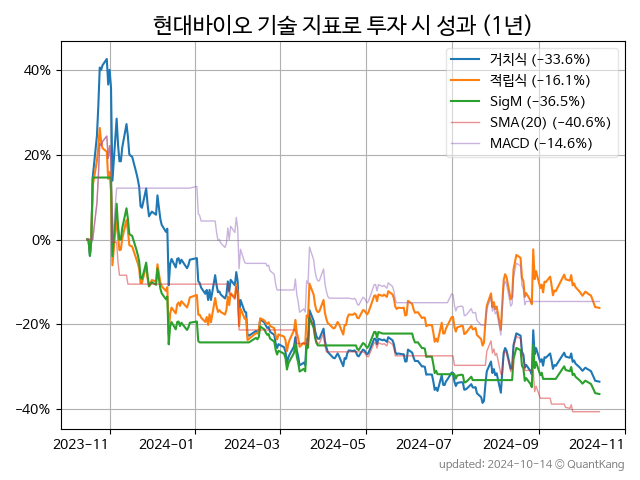 현대바이오 기술 지표로 투자 시 성과 (1년)
거치식 (−33.6%)
적립식 (−16.1%)
SigM (−36.5%)
SMA(20) (−40.6%)
MACD (−14.6%)
40%
20%
0%
−20%
−40%
2023-11 2024-01 2024-03 2024-05 2024-07 2024-09 2024-11
updated: 2024-10-14 © QuantKang